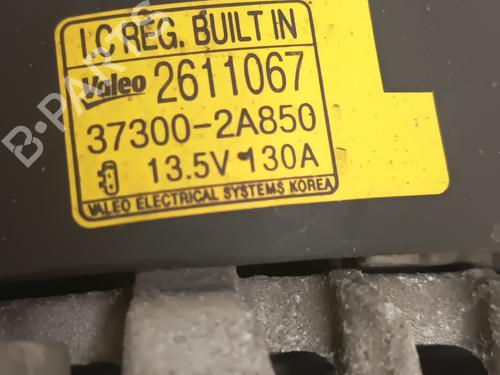 I.C REG. BUILT IN
Valeo 2611067
37300-2A850
13.5V 130A
VALEO ELECTRICAL SYSTEMS KOREA
B-PARTS